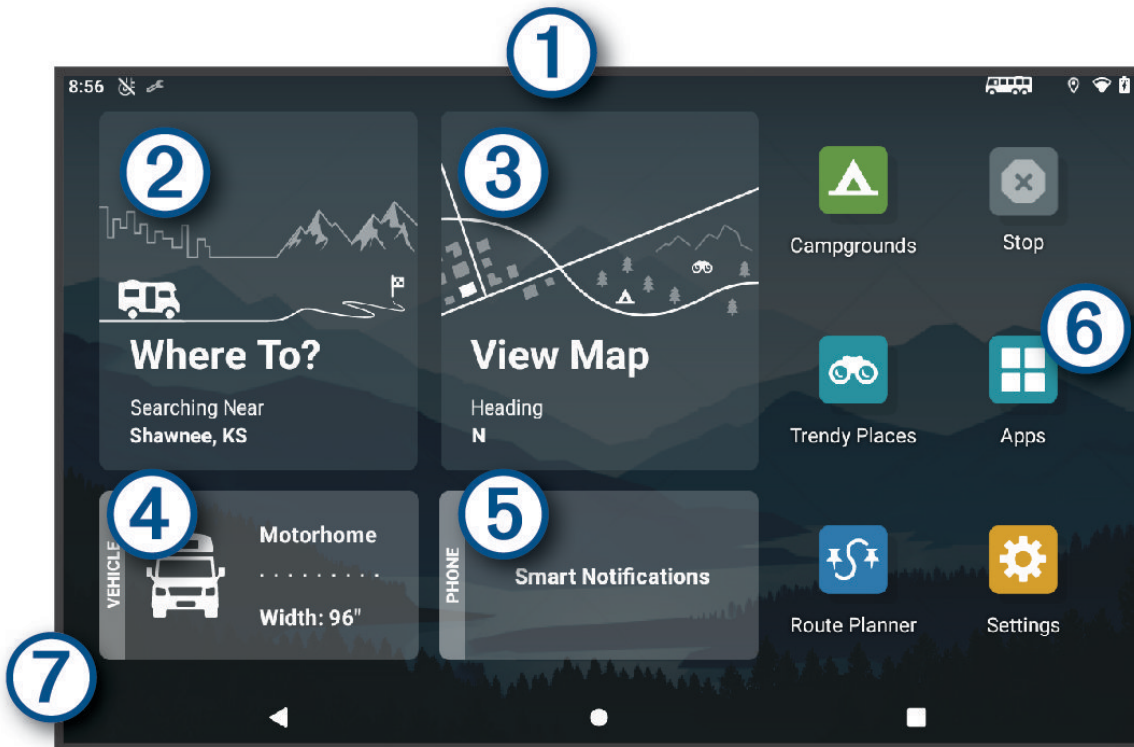 1
8:56
2
3
Where To?
Searching Near
Shawnee, KS
View Map
Heading
N
Campgrounds
Stop
Trendy Places
6
Apps
4
VEHICLE
Motorhome
. . . . . . . . .
Width: 96"
5
PHONE
Smart Notifications
Route Planner
Settings
7